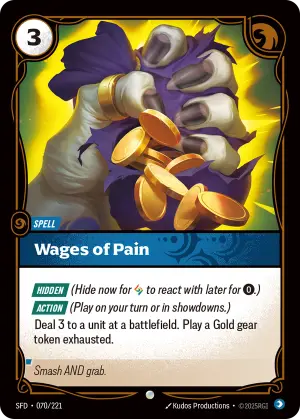 3
SPELL
Wages of Pain
HIDDEN (Hide now for to react with later for 0.)
ACTION (Play on your turn or in showdowns.)
Deal 3 to a unit at a battlefield. Play a Gold gear
token exhausted.
Smash AND grab.
SFD • 070/221 Kudos Productions • ©2025RGI